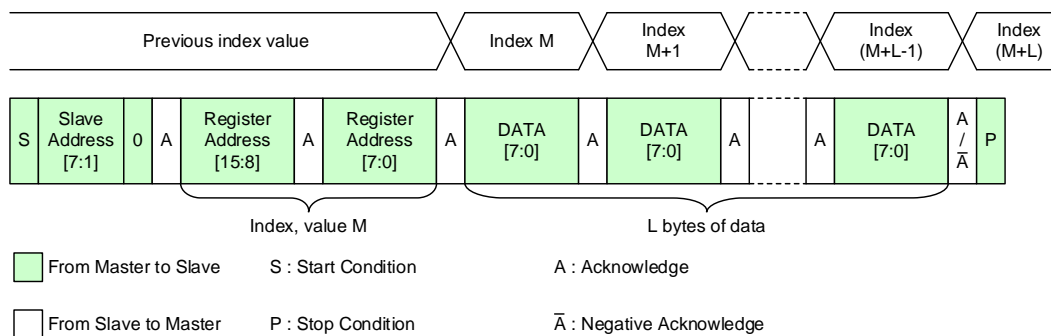 Previous index value
Index M
Index
M+1
Index
(M+L-1)
Index
(M+L)
S
Slave
Address
[7:1]
0
A
Register
Address
[15:8]
A
Register
Address
[7:0]
A
DATA
[7:0]
A
DATA
[7:0]
A
A
DATA
[7:0]
A
/
A̅
P
Index, value M
L bytes of data
From Master to Slave
S : Start Condition
A : Acknowledge
From Slave to Master
P : Stop Condition
A̅ : Negative Acknowledge